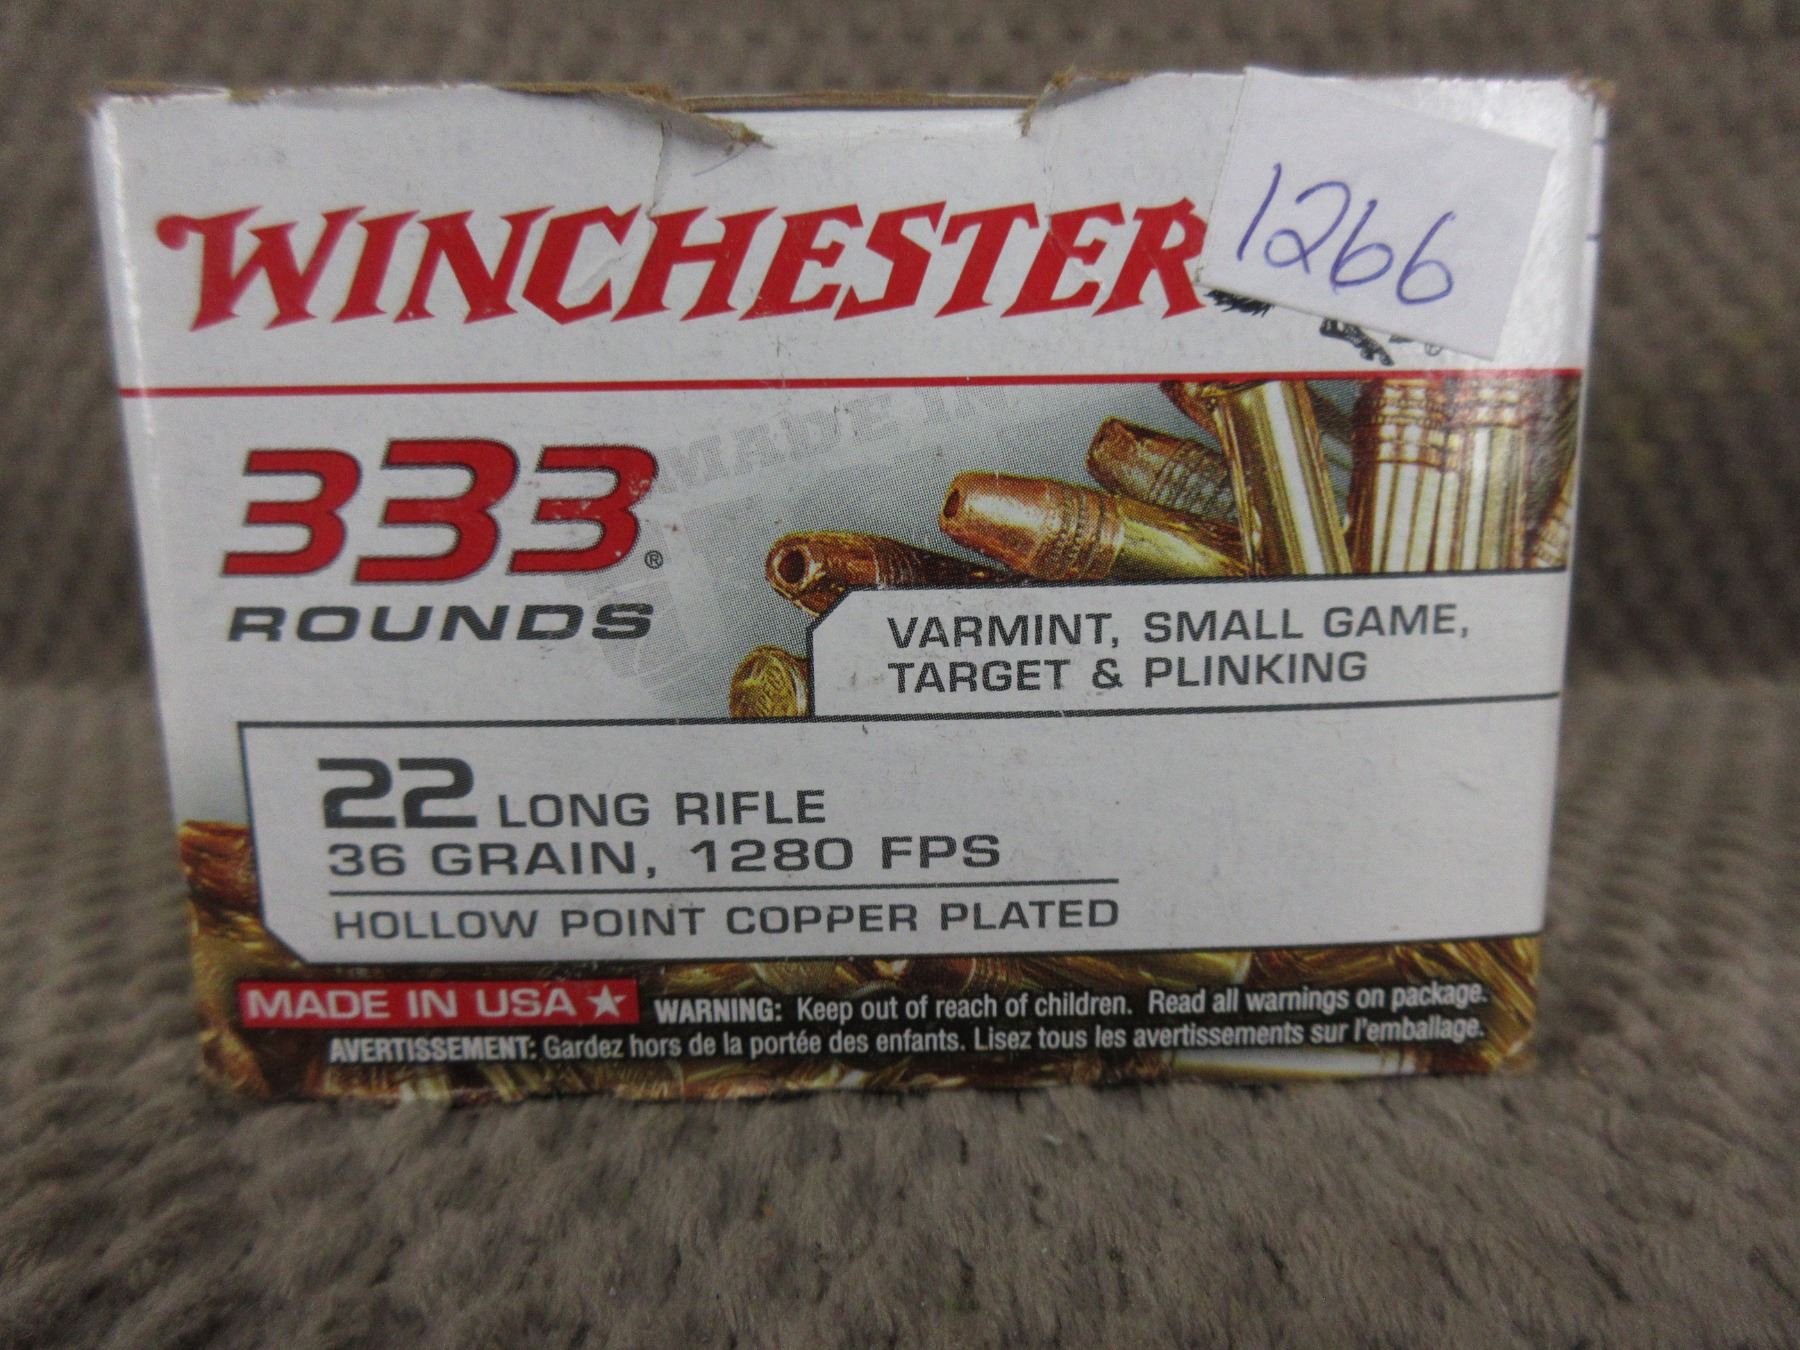 WINCHESTER
1266
®
MADE IN
333®
ROUNDS
VARMINT, SMALL GAME,
TARGET & PLINKING
22 LONG RIFLE
36 GRAIN, 1280 FPS
HOLLOW POINT COPPER PLATED
MADE IN USA ★ WARNING: Keep out of reach of children. Read all warnings on package.
AVERTISSEMENT: Gardez hors de la portée des enfants. Lisez tous les avertissements sur l'emballage.